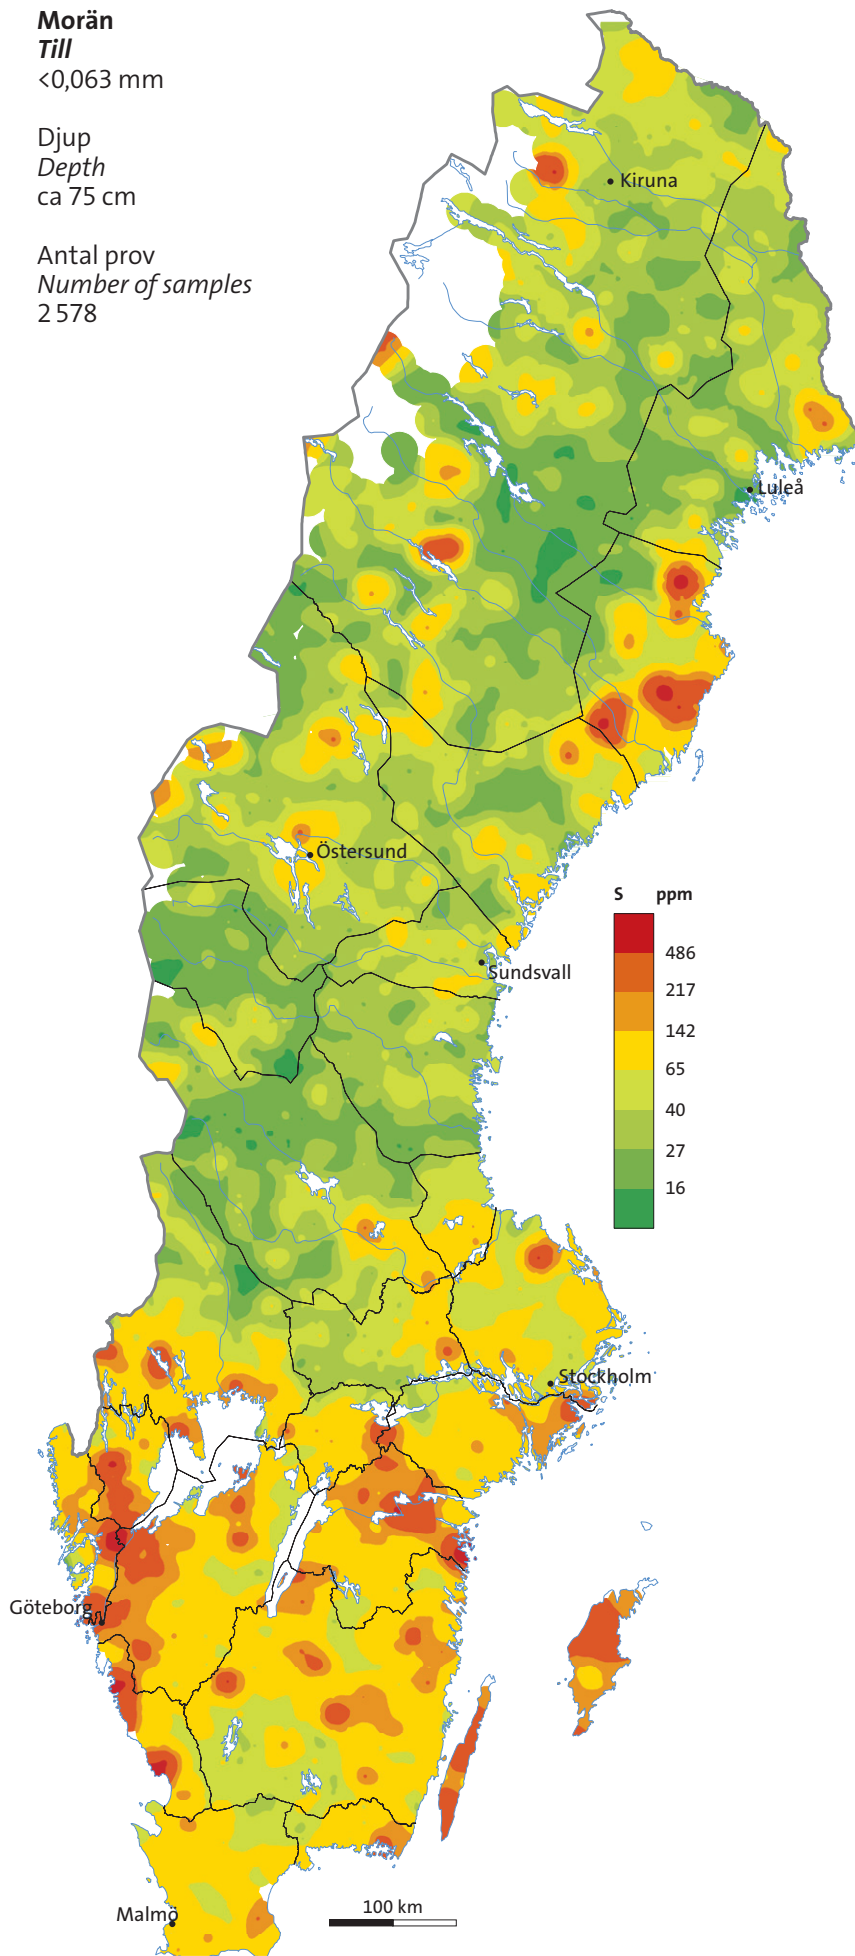 Morän
Till
<0,063 mm
Djup
Depth
ca 75 cm
Antal prov
Number of samples
2 578
Kiruna
Luleå
Östersund
Sundsvall
S ppm
486
217
142
65
40
27
16
Stockholm
Göteborg
Malmö
100 km